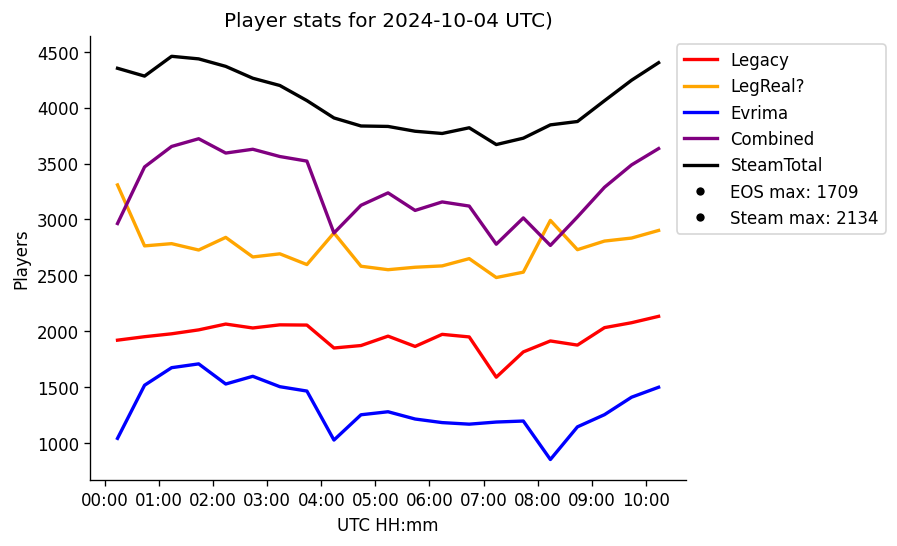 Player stats for 2024-10-04 UTC)
Players
4500
4000
3500
3000
2500
2000
1500
1000
00:00 01:00 02:00 03:00 04:00 05:00 06:00 07:00 08:00 09:00 10:00
UTC HH:mm
Legacy
LegReal?
Evrima
Combined
SteamTotal
EOS max: 1709
Steam max: 2134